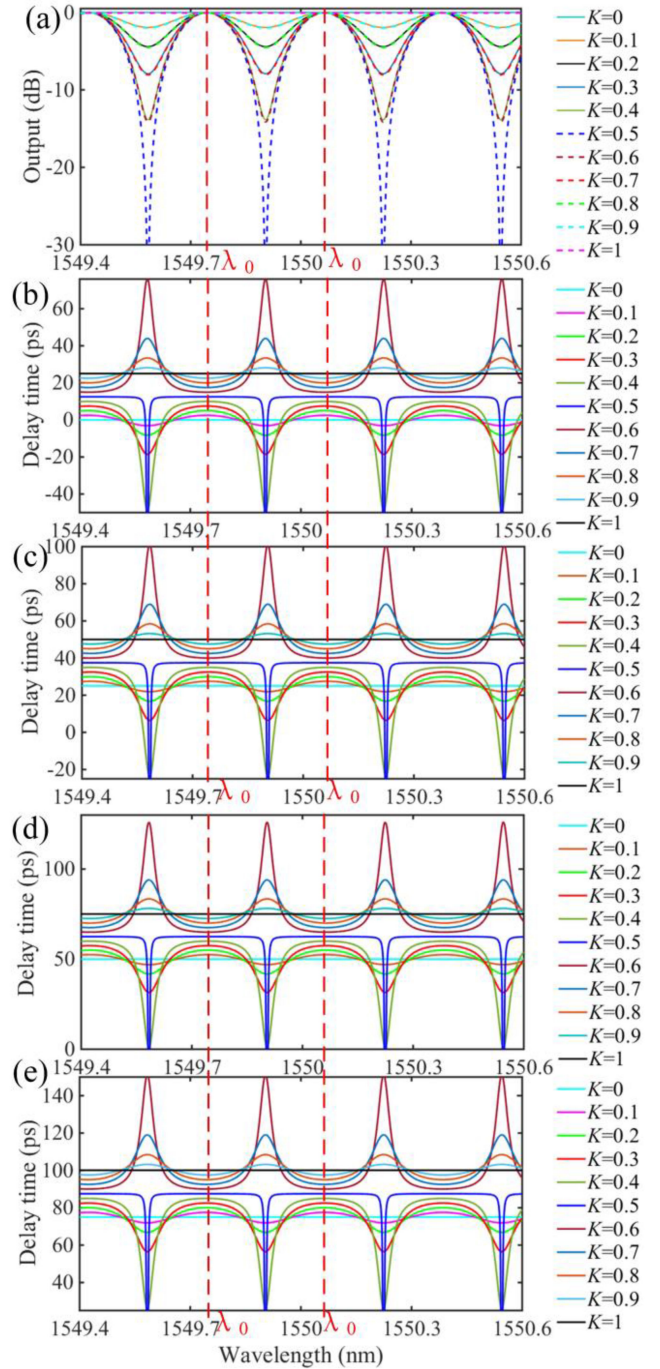 (a)
Output (dB)
0
-10
-20
-30
1549.4 1549.7 1550 1550.3 1550.6
λ0 λ0
K=0
K=0.1
K=0.2
K=0.3
K=0.4
K=0.5
K=0.6
K=0.7
K=0.8
K=0.9
K=1
(b)
Delay time (ps)
60
40
20
0
-20
-40
1549.4 1549.7 1550 1550.3 1550.6
K=0
K=0.1
K=0.2
K=0.3
K=0.4
K=0.5
K=0.6
K=0.7
K=0.8
K=0.9
K=1
(c)
Delay time (ps)
100
80
60
40
20
0
-20
1549.4 1549.7 1550 1550.3 1550.6
λ0 λ0
K=0
K=0.1
K=0.2
K=0.3
K=0.4
K=0.5
K=0.6
K=0.7
K=0.8
K=0.9
K=1
(d)
Delay time (ps)
100
50
0
1549.4 1549.7 1550 1550.3 1550.6
K=0
K=0.1
K=0.2
K=0.3
K=0.4
K=0.5
K=0.6
K=0.7
K=0.8
K=0.9
K=1
(e)
Delay time (ps)
140
120
100
80
60
40
1549.4 1549.7 1550 1550.3 1550.6
λ0 λ0
Wavelength (nm)
K=0
K=0.1
K=0.2
K=0.3
K=0.4
K=0.5
K=0.6
K=0.7
K=0.8
K=0.9
K=1